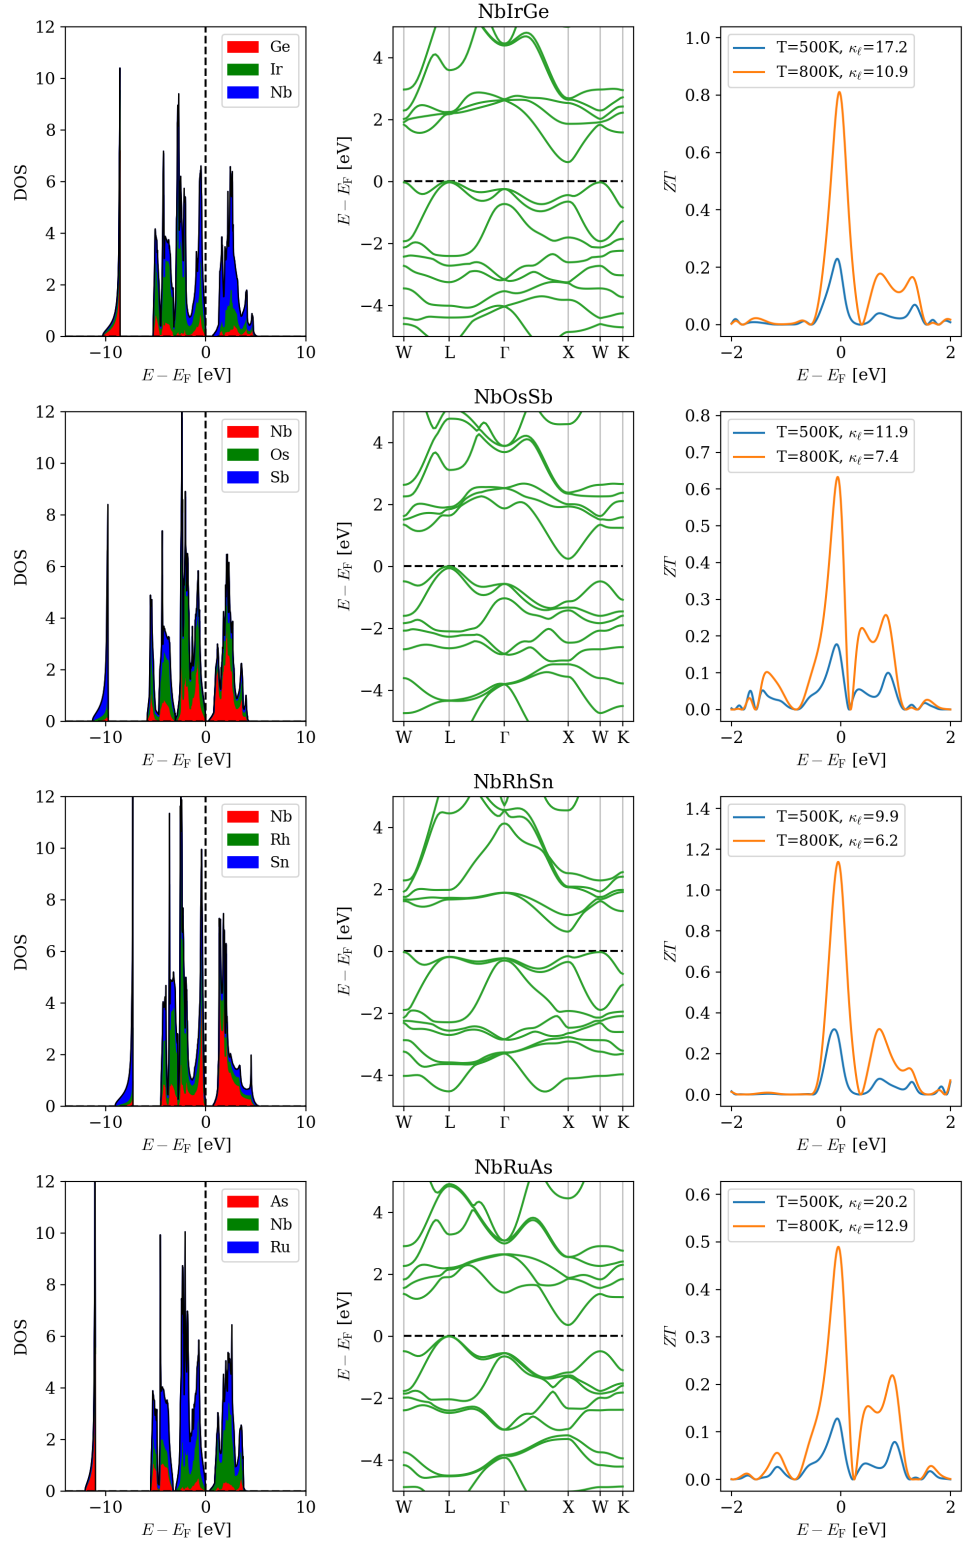 NbIrGe
12
10
8
6
4
2
0
DOS
Ge
Ir
Nb
−10
0
10
E − E_F [eV]
4
2
0
−2
−4
E − E_F [eV]
W
L
Γ
X
W
K
1.0
0.8
0.6
0.4
0.2
0.0
ZT
T=500K, κ_ℓ=17.2
T=800K, κ_ℓ=10.9
−2
0
2
E − E_F [eV]
NbOsSb
12
10
8
6
4
2
0
DOS
Nb
Os
Sb
−10
0
10
E − E_F [eV]
4
2
0
−2
−4
E − E_F [eV]
W
L
Γ
X
W
K
0.8
0.7
0.6
0.5
0.4
0.3
0.2
0.1
0.0
ZT
T=500K, κ_ℓ=11.9
T=800K, κ_ℓ=7.4
−2
0
2
E − E_F [eV]
NbRhSn
12
10
8
6
4
2
0
DOS
Nb
Rh
Sn
−10
0
10
E − E_F [eV]
4
2
0
−2
−4
E − E_F [eV]
W
L
Γ
X
W
K
1.4
1.2
1.0
0.8
0.6
0.4
0.2
0.0
ZT
T=500K, κ_ℓ=9.9
T=800K, κ_ℓ=6.2
−2
0
2
E − E_F [eV]
NbRuAs
12
10
8
6
4
2
0
DOS
As
Nb
Ru
−10
0
10
E − E_F [eV]
4
2
0
−2
−4
E − E_F [eV]
W
L
Γ
X
W
K
0.6
0.5
0.4
0.3
0.2
0.1
0.0
ZT
T=500K, κ_ℓ=20.2
T=800K, κ_ℓ=12.9
−2
0
2
E − E_F [eV]